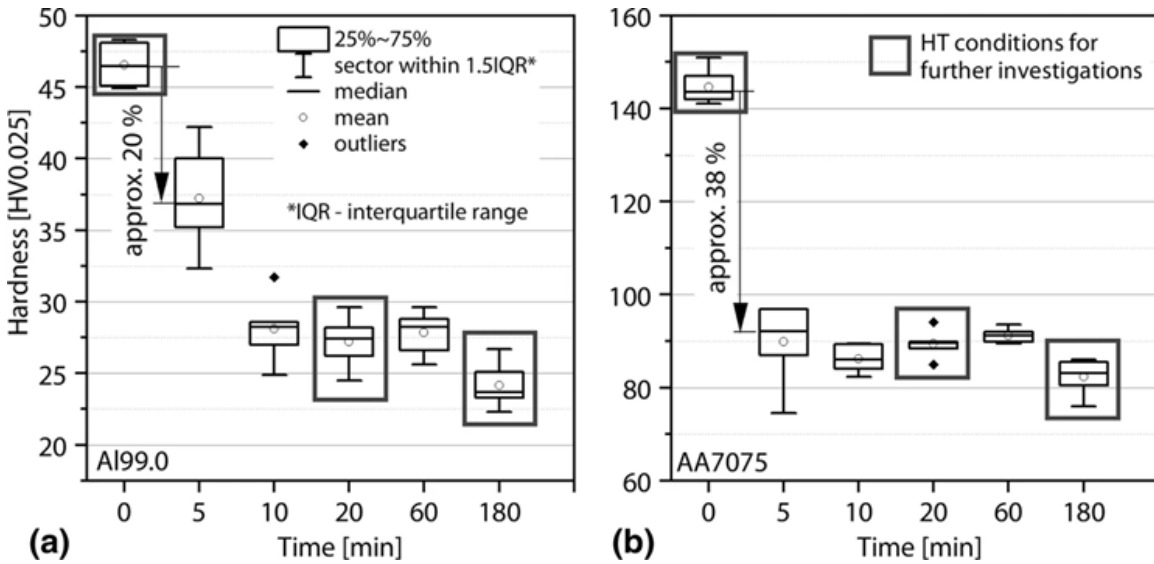 50
45
40
35
30
25
20
Hardness [HV0.025]
approx. 20 %
25%~75%
sector within 1.5IQR*
median
mean
outliers
*IQR - interquartile range
Al99.0
0 5 10 20 60 180
(a) Time [min]
160
140
120
100
80
60
approx. 38 %
HT conditions for
further investigations
AA7075
0 5 10 20 60 180
(b) Time [min]